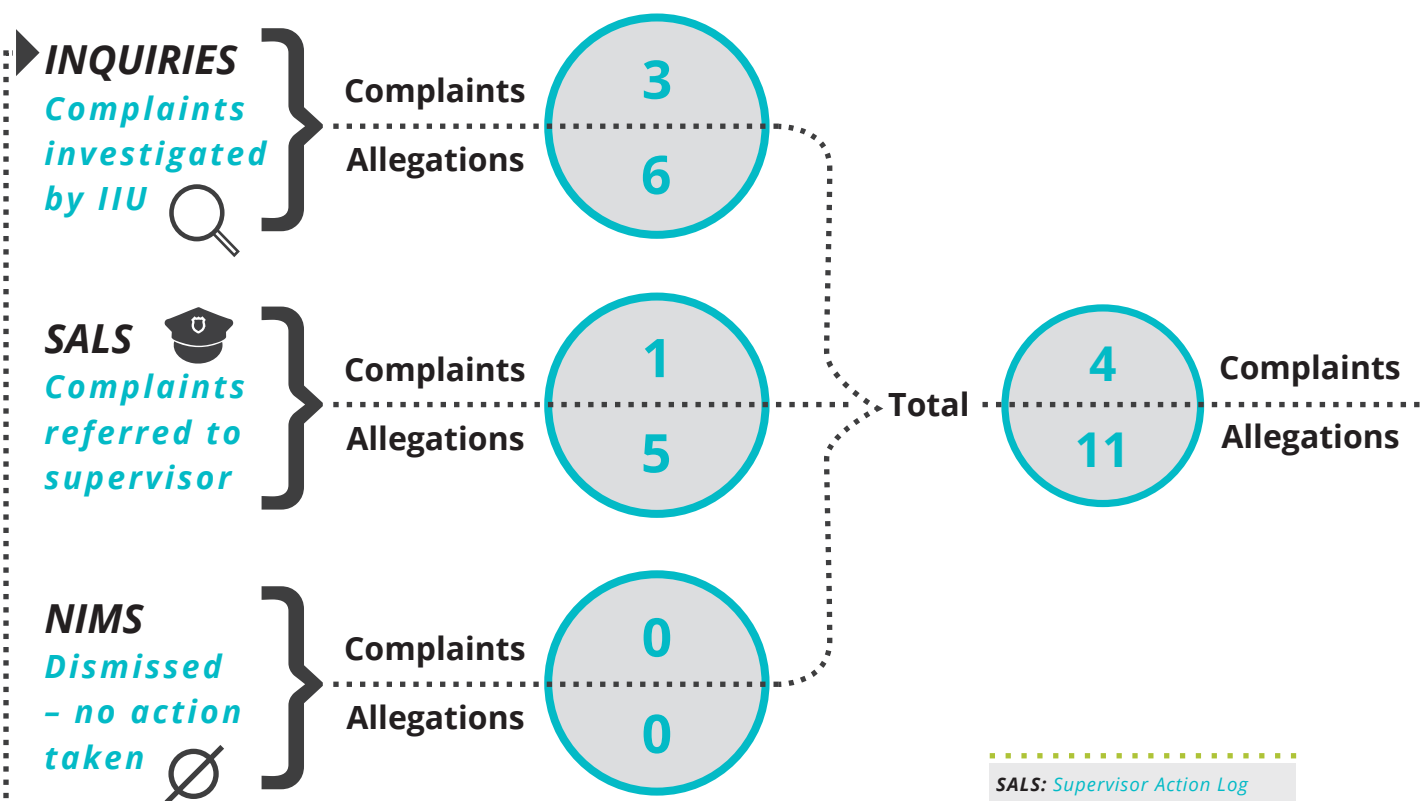 INQUIRIES
Complaints
investigated
by IIU
Complaints
3
Allegations
6
SALS
Complaints
referred to
supervisor
Complaints
1
Allegations
5
NIMS
Dismissed
– no action
taken
Complaints
0
Allegations
0
Total
4
11
Complaints
Allegations
SALS: Supervisor Action Log